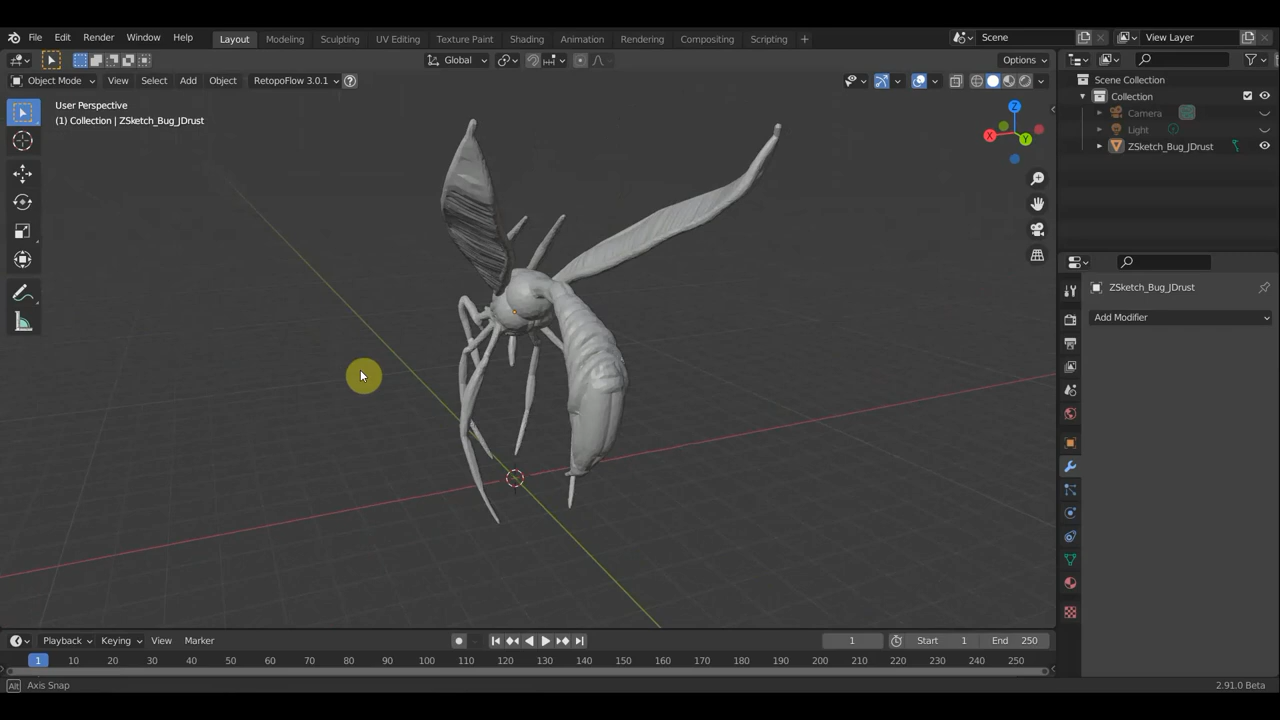 File Edit Render Window Help Layout Modeling Sculpting UV Editing Texture Paint Shading Animation Rendering Compositing Scripting + Scene View Layer
Global Options
Object Mode View Select Add Object RetopoFlow 3.0.1
User Perspective
(1) Collection | ZSketch_Bug_JDrust
Z
X
Y
Scene Collection
Collection
Camera
Light
ZSketch_Bug_JDrust
ZSketch_Bug_JDrust
Add Modifier
Playback Keying View Marker 1 Start 1 End 250
1 10 20 30 40 50 60 70 80 90 100 110 120 130 140 150 160 170 180 190 200 210 220 230 240 250
Alt Axis Snap 2.91.0 Beta